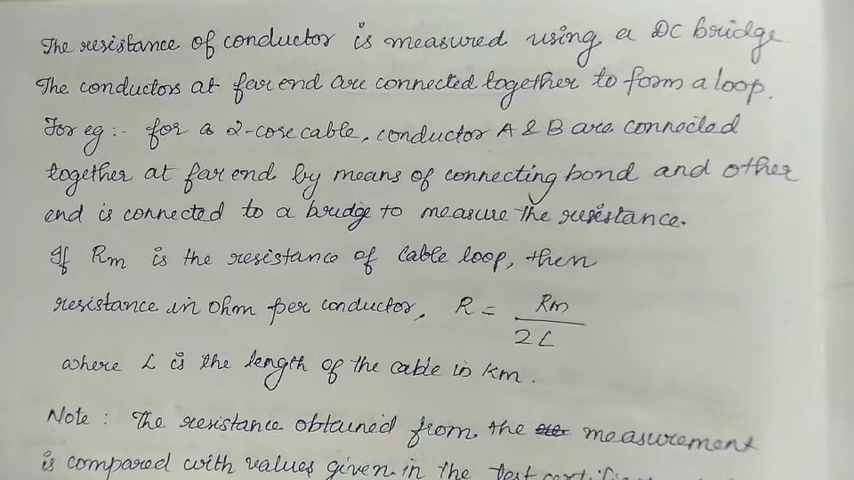 The resistance of conductor is measured using a DC bridge
The conductors at far end are connected together to form a loop.
For eg:- for a 2-core cable, conductor A & B are connected
together at far end by means of connecting bond and other
end is connected to a bridge to measure the resistance.
If Rm is the resistance of cable loop, then
resistance in ohm per conductor, R = Rm / 2L
where L is the length of the cable in km.
Note: The resistance obtained from the measurement
is compared with values given in the test